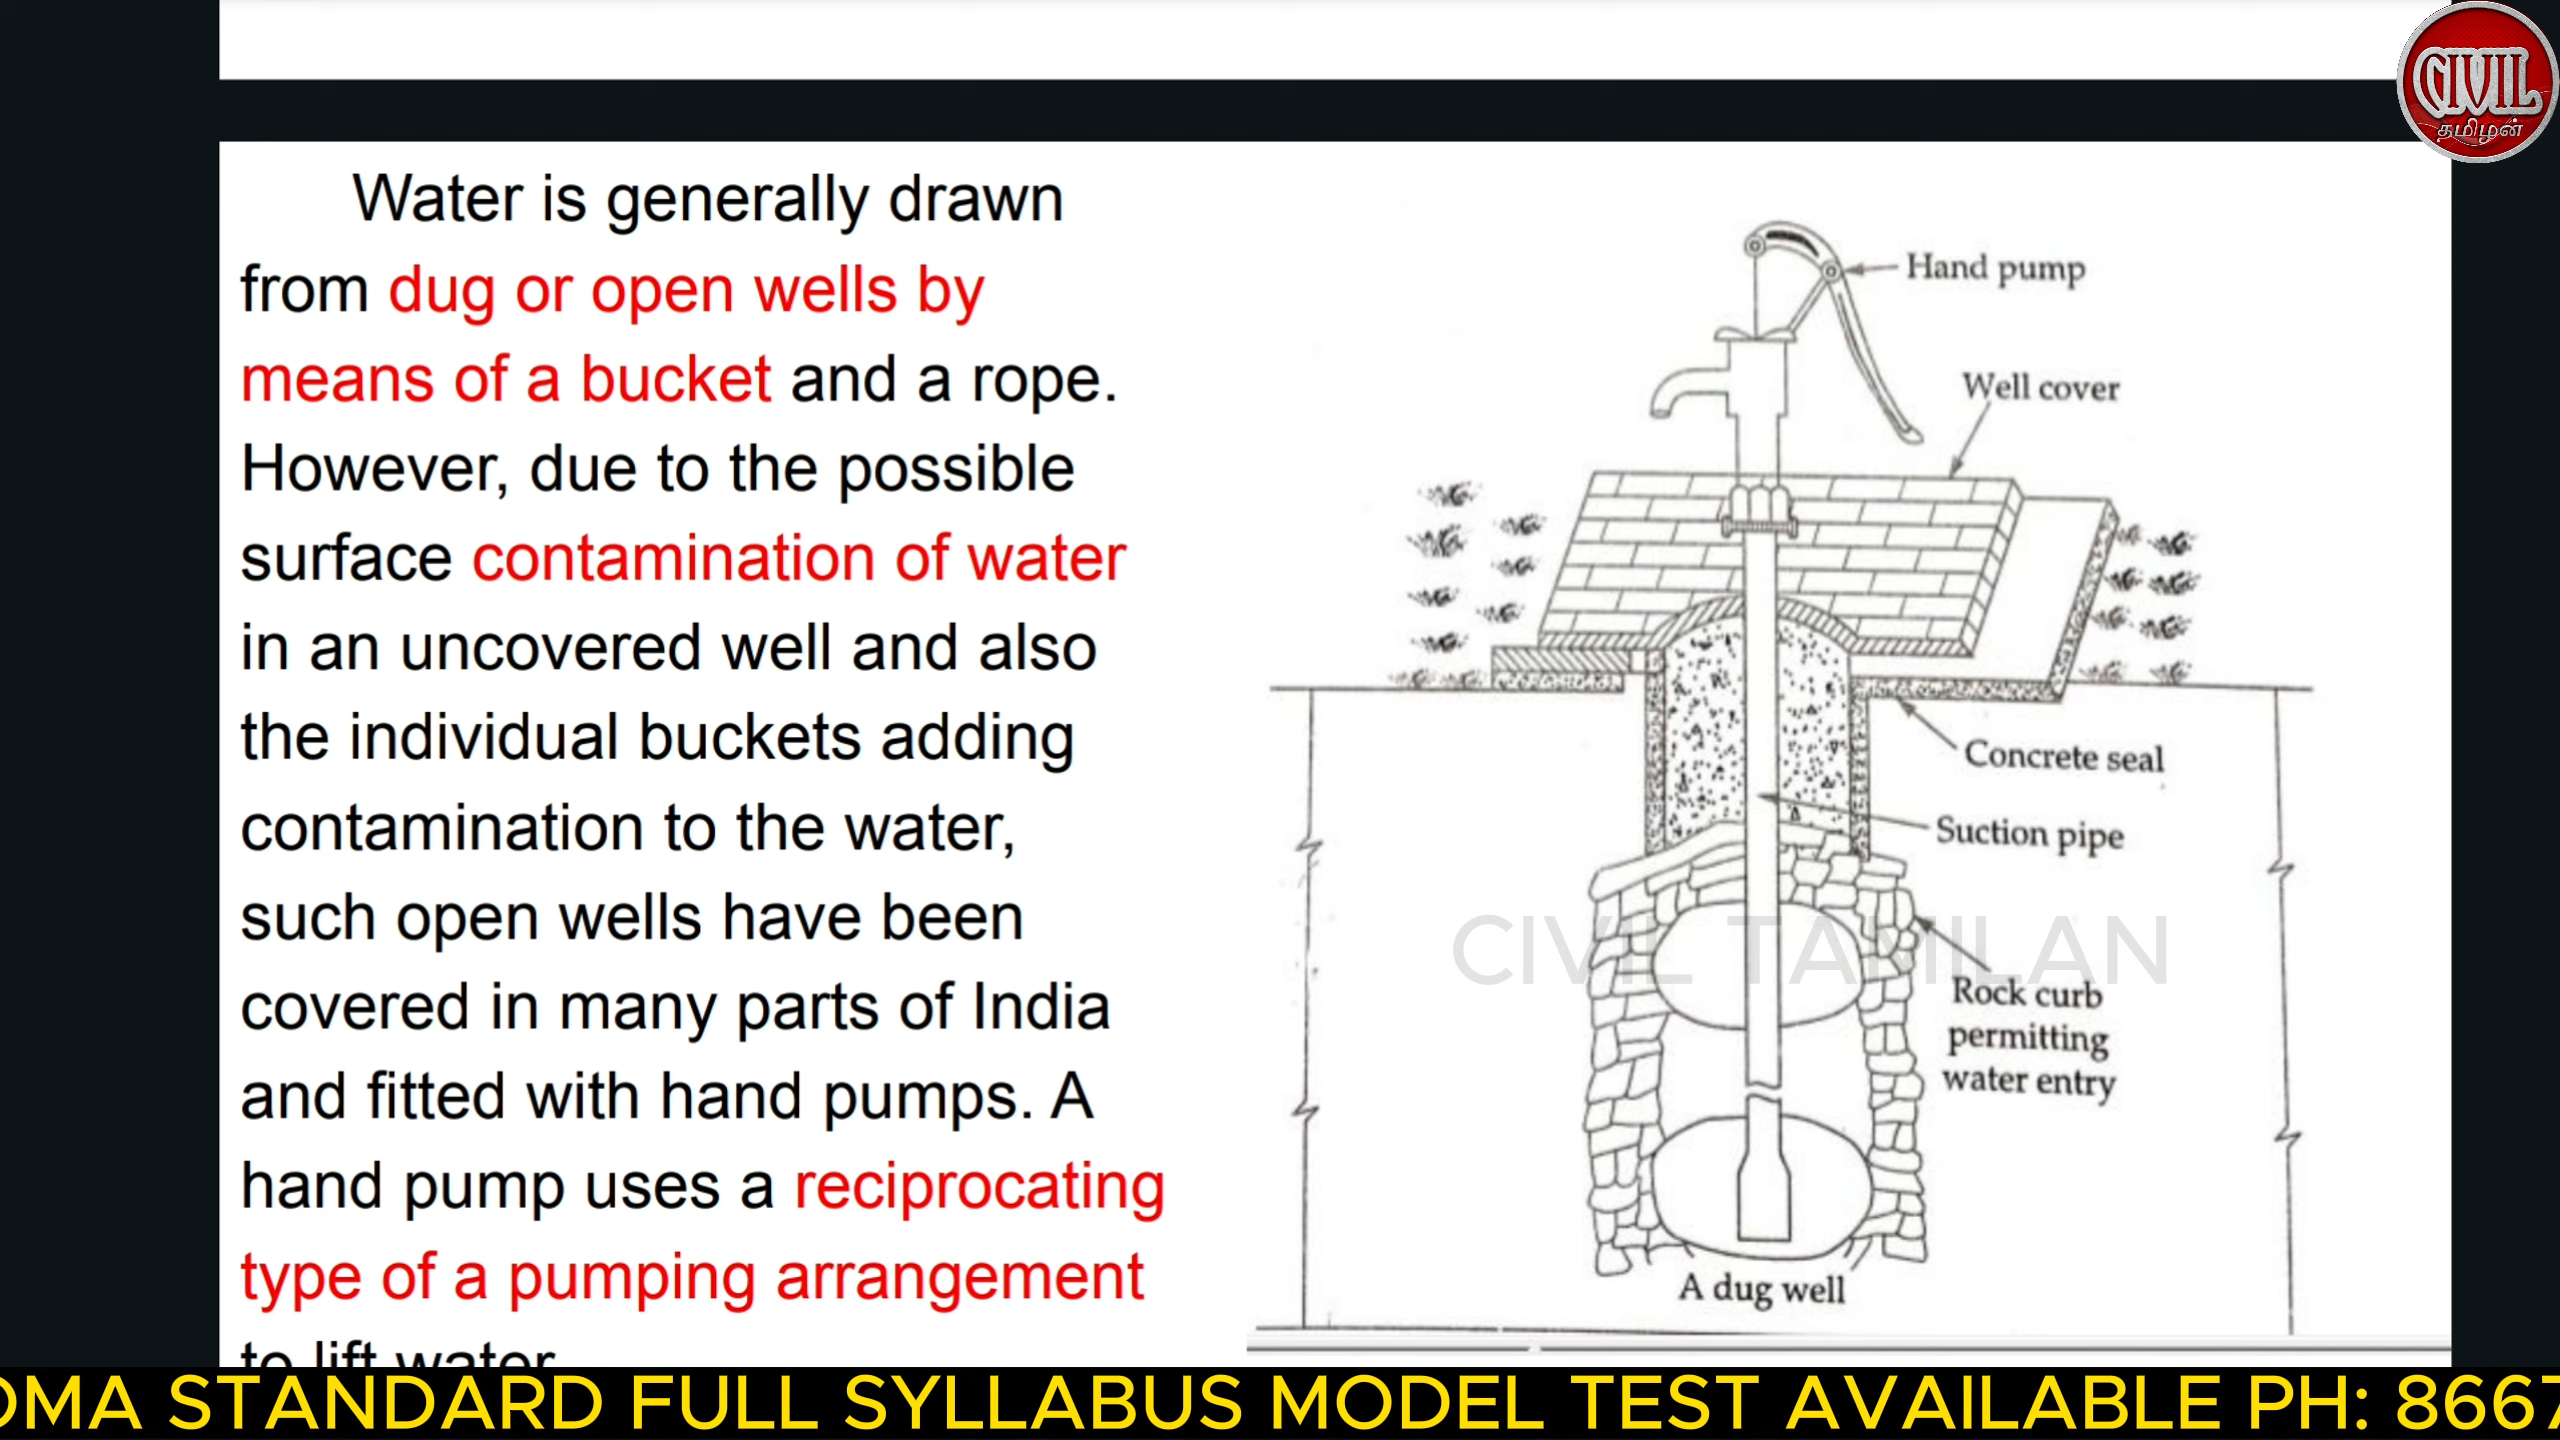 CIVIL
தமிழன்
Water is generally drawn
from dug or open wells by
means of a bucket and a rope.
However, due to the possible
surface contamination of water
in an uncovered well and also
the individual buckets adding
contamination to the water,
such open wells have been
covered in many parts of India
and fitted with hand pumps. A
hand pump uses a reciprocating
type of a pumping arrangement
to lift water
Hand pump
Well cover
Concrete seal
Suction pipe
CIVIL TAMILAN
Rock curb
permitting
water entry
A dug well
OMA STANDARD FULL SYLLABUS MODEL TEST AVAILABLE PH: 8667